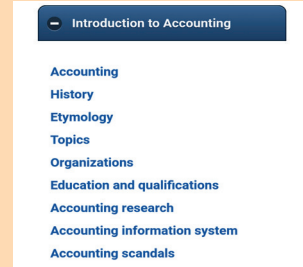 Introduction to Accounting
Accounting
History
Etymology
Topics
Organizations
Education and qualifications
Accounting research
Accounting information system
Accounting scandals